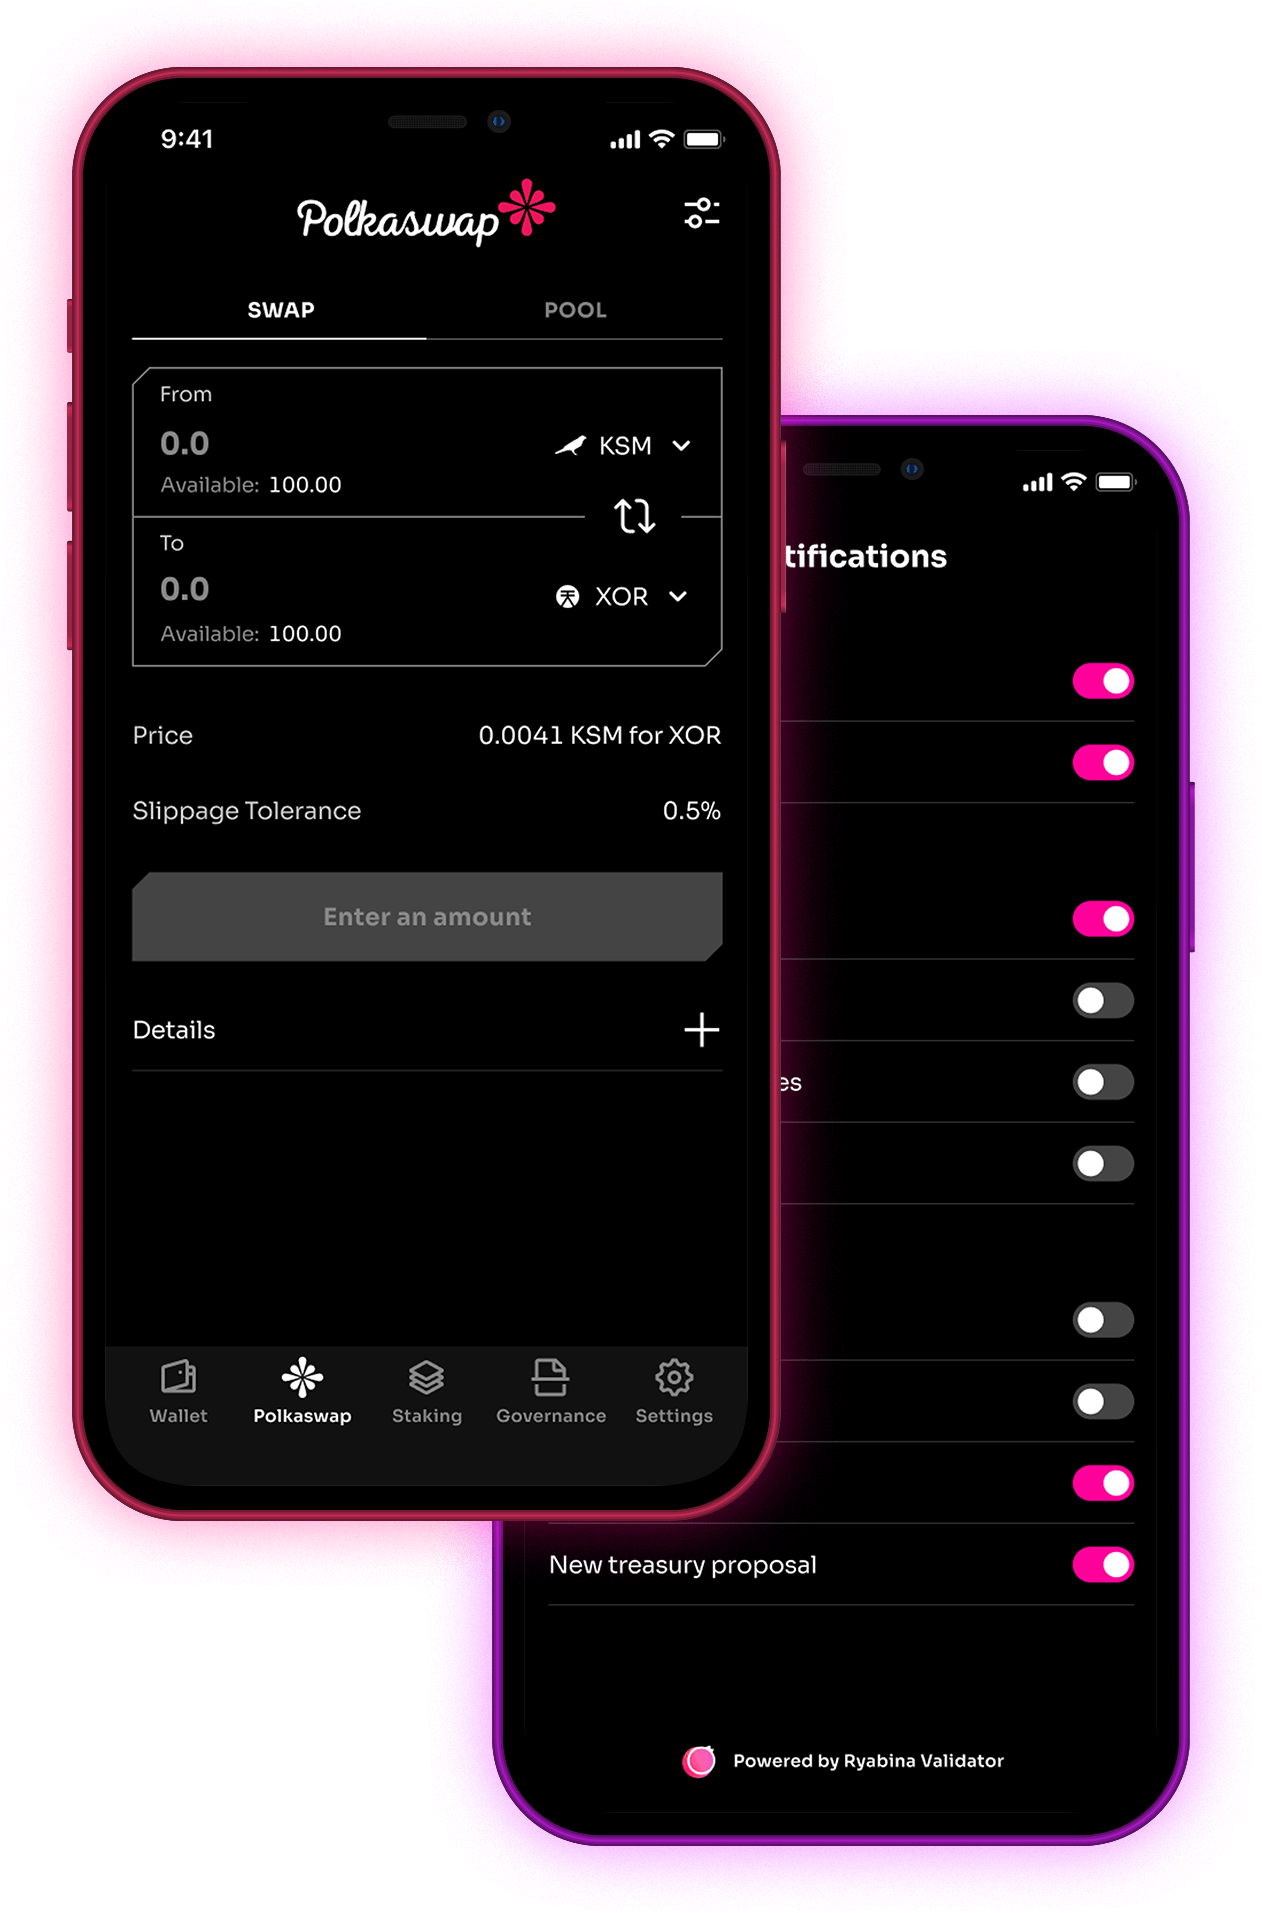 9:41
Polkaswap
SWAP POOL
From
0.0 KSM
Available: 100.00
To
0.0 XOR
Available: 100.00
Price 0.0041 KSM for XOR
Slippage Tolerance 0.5%
Enter an amount
Details
Wallet Polkaswap Staking Governance Settings
tifications
es
New treasury proposal
Powered by Ryabina Validator